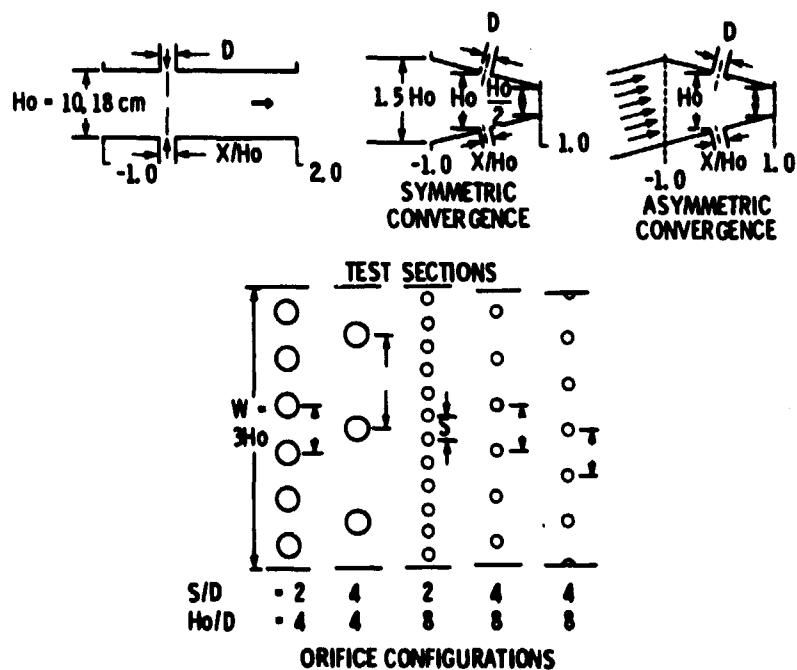 D
Ho = 10,18 cm
X/Ho
-1.0
2.0
D
1.5 Ho
Ho
Ho
2
1.0
-1.0
X/Ho
SYMMETRIC
CONVERGENCE
D
Ho
X/Ho
1.0
-1.0
ASYMMETRIC
CONVERGENCE
TEST SECTIONS
W =
3Ho
S
S/D = 2 4 2 4 4
Ho/D = 4 4 8 8 8
ORIFICE CONFIGURATIONS